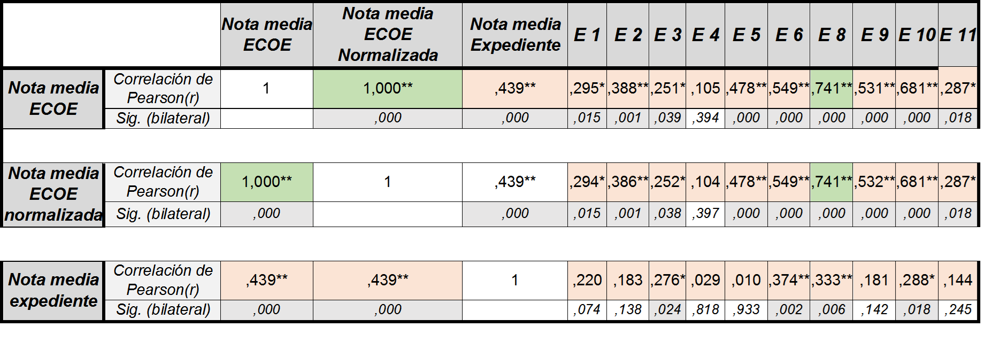 Nota media ECOE Nota media ECOE Normalizada Nota media Expediente E 1 E 2 E 3 E 4 E 5 E 6 E 8 E 9 E 10 E 11
Nota media ECOE Correlación de Pearson(r) 1 1,000** ,439** ,295* ,388** ,251* ,105 ,478** ,549** ,741** ,531** ,681** ,287*
Sig. (bilateral) ,000 ,000 ,015 ,001 ,039 ,394 ,000 ,000 ,000 ,000 ,000 ,018
Nota media ECOE normalizada Correlación de Pearson(r) 1,000** 1 ,439** ,294* ,386** ,252* ,104 ,478** ,549** ,741** ,532** ,681** ,287*
Sig. (bilateral) ,000 ,000 ,015 ,001 ,038 ,397 ,000 ,000 ,000 ,000 ,000 ,018
Nota media expediente Correlación de Pearson(r) ,439** ,439** 1 ,220 ,183 ,276* ,029 ,010 ,374** ,333** ,181 ,288* ,144
Sig. (bilateral) ,000 ,000 ,074 ,138 ,024 ,818 ,933 ,002 ,006 ,142 ,018 ,245